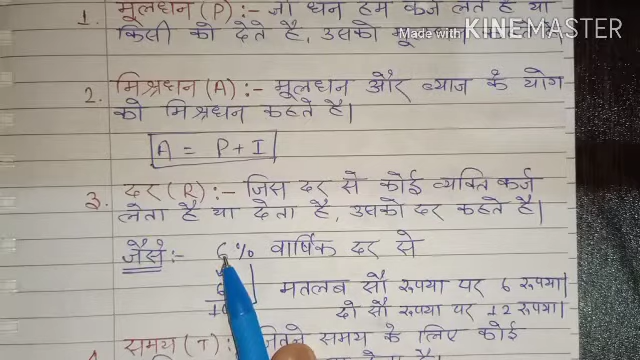 1. मूलधन (P) :- जो धन हम कर्ज लेते है या
किसी को देते है, उसको
Made with KINEMASTER
2. मिश्रधन (A) :- मूलधन और व्याज के योग
को मिश्रधन कहते है।
A = P + I
3. दर (R) :- जिस दर से कोई व्यक्ति कर्ज
लेता है या देता है, उसको दर कहते है।
जैसे :- 6% वार्षिक दर से
मतलब सौ रुपया पर 6 रुपया।
दो सौ रुपया पर 12 रुपया।
समय (T) : जितने समय के लिए कोई